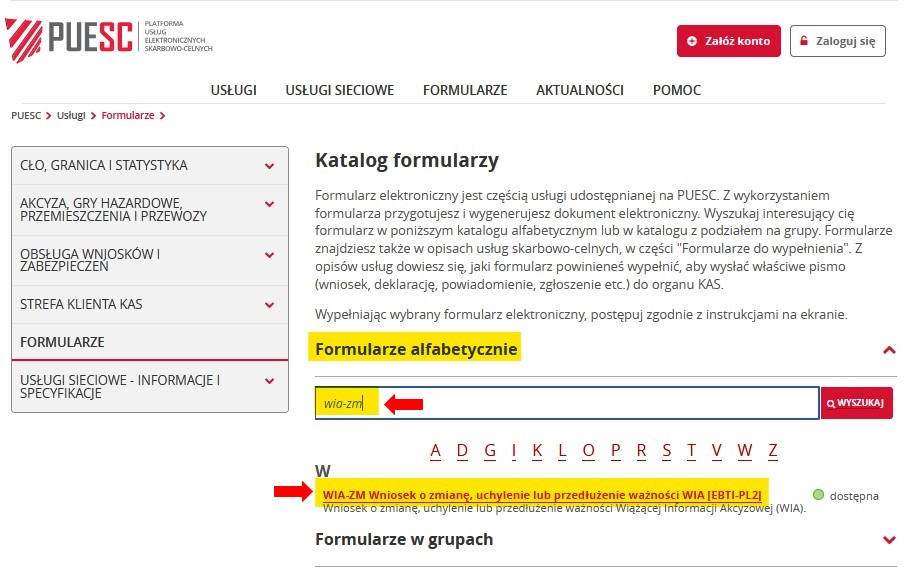 PUESC
PLATFORMA
USŁUG
ELEKTRONICZNYCH
SKARBOWO-CELNYCH
Załóż konto
Zaloguj się
USŁUGI USŁUGI SIECIOWE FORMULARZE AKTUALNOŚCI POMOC
PUESC > Usługi > Formularze >
CŁO, GRANICA I STATYSTYKA
AKCYZA, GRY HAZARDOWE,
PRZEMIESZCZENIA I PRZEWOZY
OBSŁUGA WNIOSKÓW I
ZABEZPIECZEŃ
STREFA KLIENTA KAS
FORMULARZE
USŁUGI SIECIOWE - INFORMACJE I
SPECYFIKACJE
Katalog formularzy
Formularz elektroniczny jest częścią usługi udostępnianej na PUESC. Z wykorzystaniem
formularza przygotujesz i wygenerujesz dokument elektroniczny. Wyszukaj interesujący cię
formularz w poniższym katalogu alfabetycznym lub w katalogu z podziałem na grupy. Formularze
znajdziesz także w opisach usług skarbowo-celnych, w części "Formularze do wypełnienia". Z
opisów usług dowiesz się, jaki formularz powinieneś wypełnić, aby wysłać właściwe pismo
(wniosek, deklarację, powiadomienie, zgłoszenie etc.) do organu KAS.
Wypełniając wybrany formularz elektroniczny, postępuj zgodnie z instrukcjami na ekranie.
Formularze alfabetycznie
wia-zm
WYSZUKAJ
A D G I K L O P R S T V W Z
W
WIA-ZM Wniosek o zmianę, uchylenie lub przedłużenie ważności WIA [EBTI-PL2]
dostępna
Wniosek o zmianę, uchylenie lub przedłużenie ważności Wiążącej Informacji Akcyzowej (WIA).
Formularze w grupach